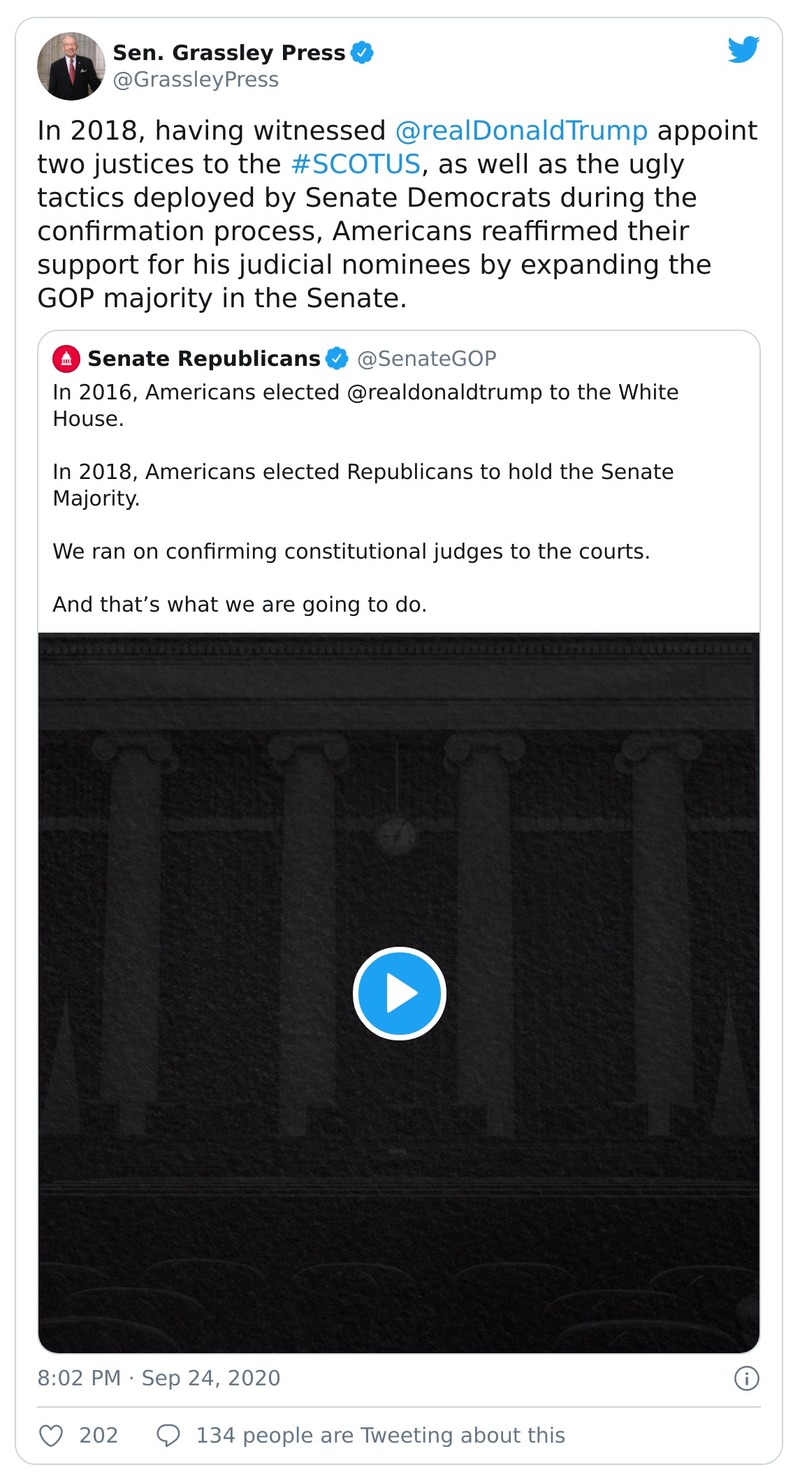 Sen. Grassley Press
@GrassleyPress
In 2018, having witnessed @realDonaldTrump appoint
two justices to the #SCOTUS, as well as the ugly
tactics deployed by Senate Democrats during the
confirmation process, Americans reaffirmed their
support for his judicial nominees by expanding the
GOP majority in the Senate.
Senate Republicans @SenateGOP
In 2016, Americans elected @realdonaldtrump to the White
House.
In 2018, Americans elected Republicans to hold the Senate
Majority.
We ran on confirming constitutional judges to the courts.
And that’s what we are going to do.
8:02 PM · Sep 24, 2020
202 134 people are Tweeting about this